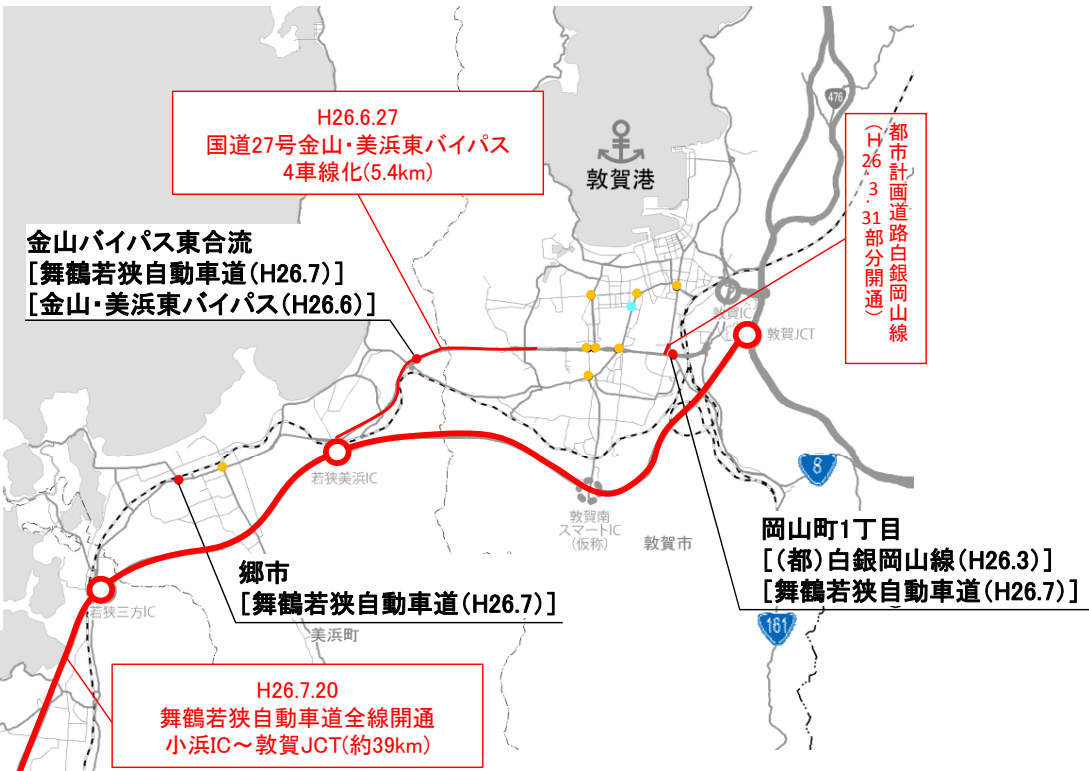 H26.6.27
国道27号金山・美浜東バイパス
4車線化(5.4km)
476
都市計画道路白銀岡山線
(H26.3.31部分開通)
敦賀港
金山バイパス東合流
[舞鶴若狭自動車道(H26.7)]
[金山・美浜東バイパス(H26.6)]
敦賀IC
敦賀JCT
若狭美浜IC
8
敦賀南
スマートIC
(仮称)
敦賀市
岡山町1丁目
[(都)白銀岡山線(H26.3)]
[舞鶴若狭自動車道(H26.7)]
郷市
[舞鶴若狭自動車道(H26.7)]
若狭三方IC
美浜町
161
H26.7.20
舞鶴若狭自動車道全線開通
小浜IC～敦賀JCT(約39km)